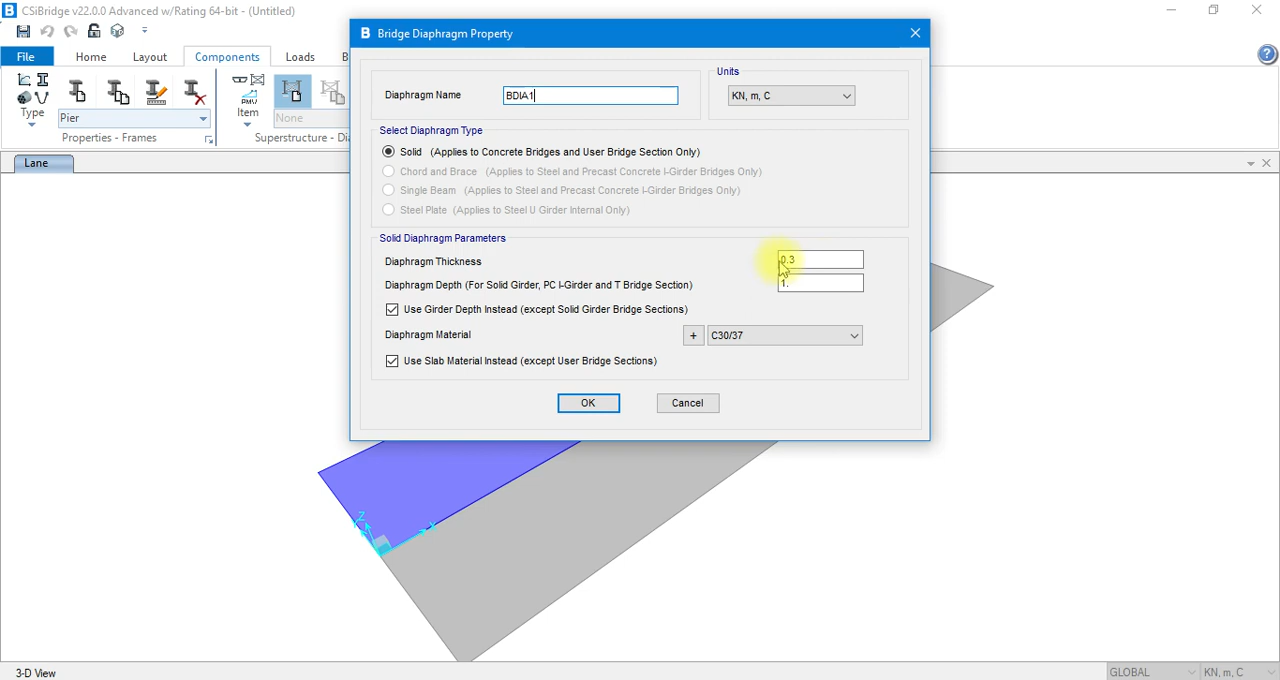 CSiBridge v22.0.0 Advanced w/Rating 64-bit - (Untitled)
File
Home
Layout
Components
Loads
B
Type
Pier
Properties - Frames
Item
None
Superstructure - Dia
Lane
Bridge Diaphragm Property
Diaphragm Name
BDIA1
Units
KN, m, C
Select Diaphragm Type
Solid (Applies to Concrete Bridges and User Bridge Section Only)
Chord and Brace (Applies to Steel and Precast Concrete I-Girder Bridges Only)
Single Beam (Applies to Steel and Precast Concrete I-Girder Bridges Only)
Steel Plate (Applies to Steel U Girder Internal Only)
Solid Diaphragm Parameters
Diaphragm Thickness
0.3
Diaphragm Depth (For Solid Girder, PC I-Girder and T Bridge Section)
1.
Use Girder Depth Instead (except Solid Girder Bridge Sections)
Diaphragm Material
+
C30/37
Use Slab Material Instead (except User Bridge Sections)
OK
Cancel
Z
X
3-D View
GLOBAL
KN, m, C